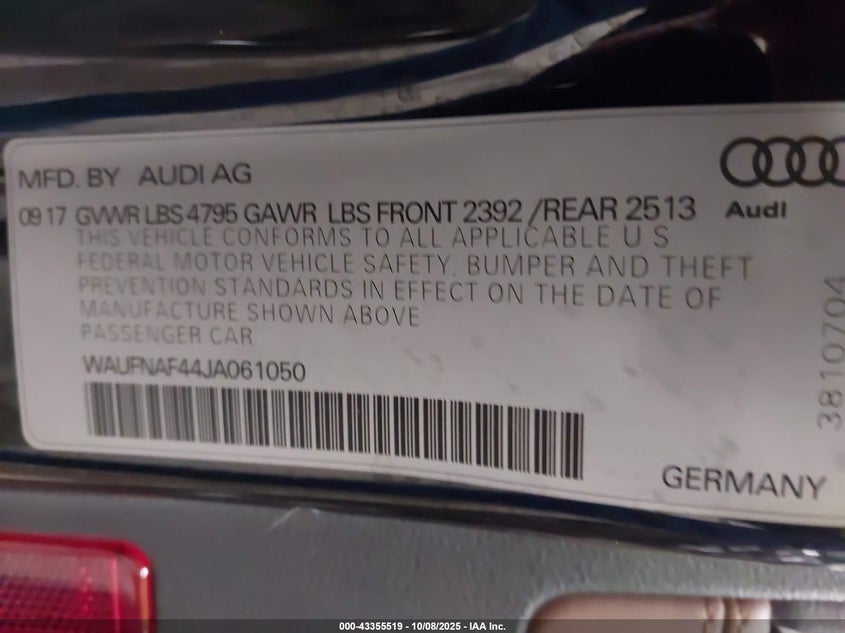 MFD. BY AUDI AG
Audi
09 17 GVWR LBS 4795 GAWR LBS FRONT 2392 /REAR 2513
THIS VEHICLE CONFORMS TO ALL APPLICABLE U S
FEDERAL MOTOR VEHICLE SAFETY, BUMPER AND THEFT
PREVENTION STANDARDS IN EFFECT ON THE DATE OF
MANUFACTURE SHOWN ABOVE
PASSENGER CAR
WAUFNAF44JA061050
3810704
GERMANY
000-43355519 - 10/08/2025 - IAA Inc.